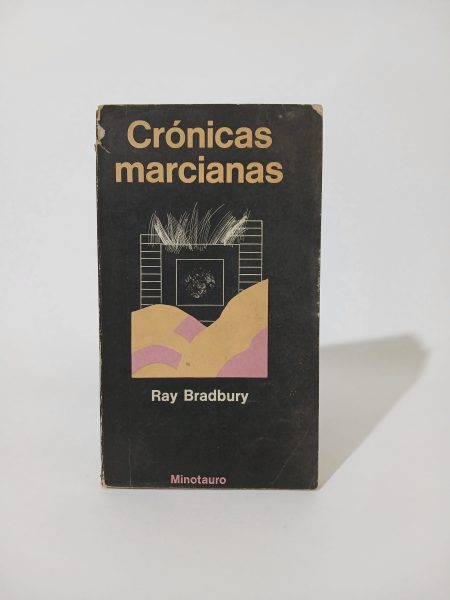 Crónicas
marcianas
Ray Bradbury
Minotauro